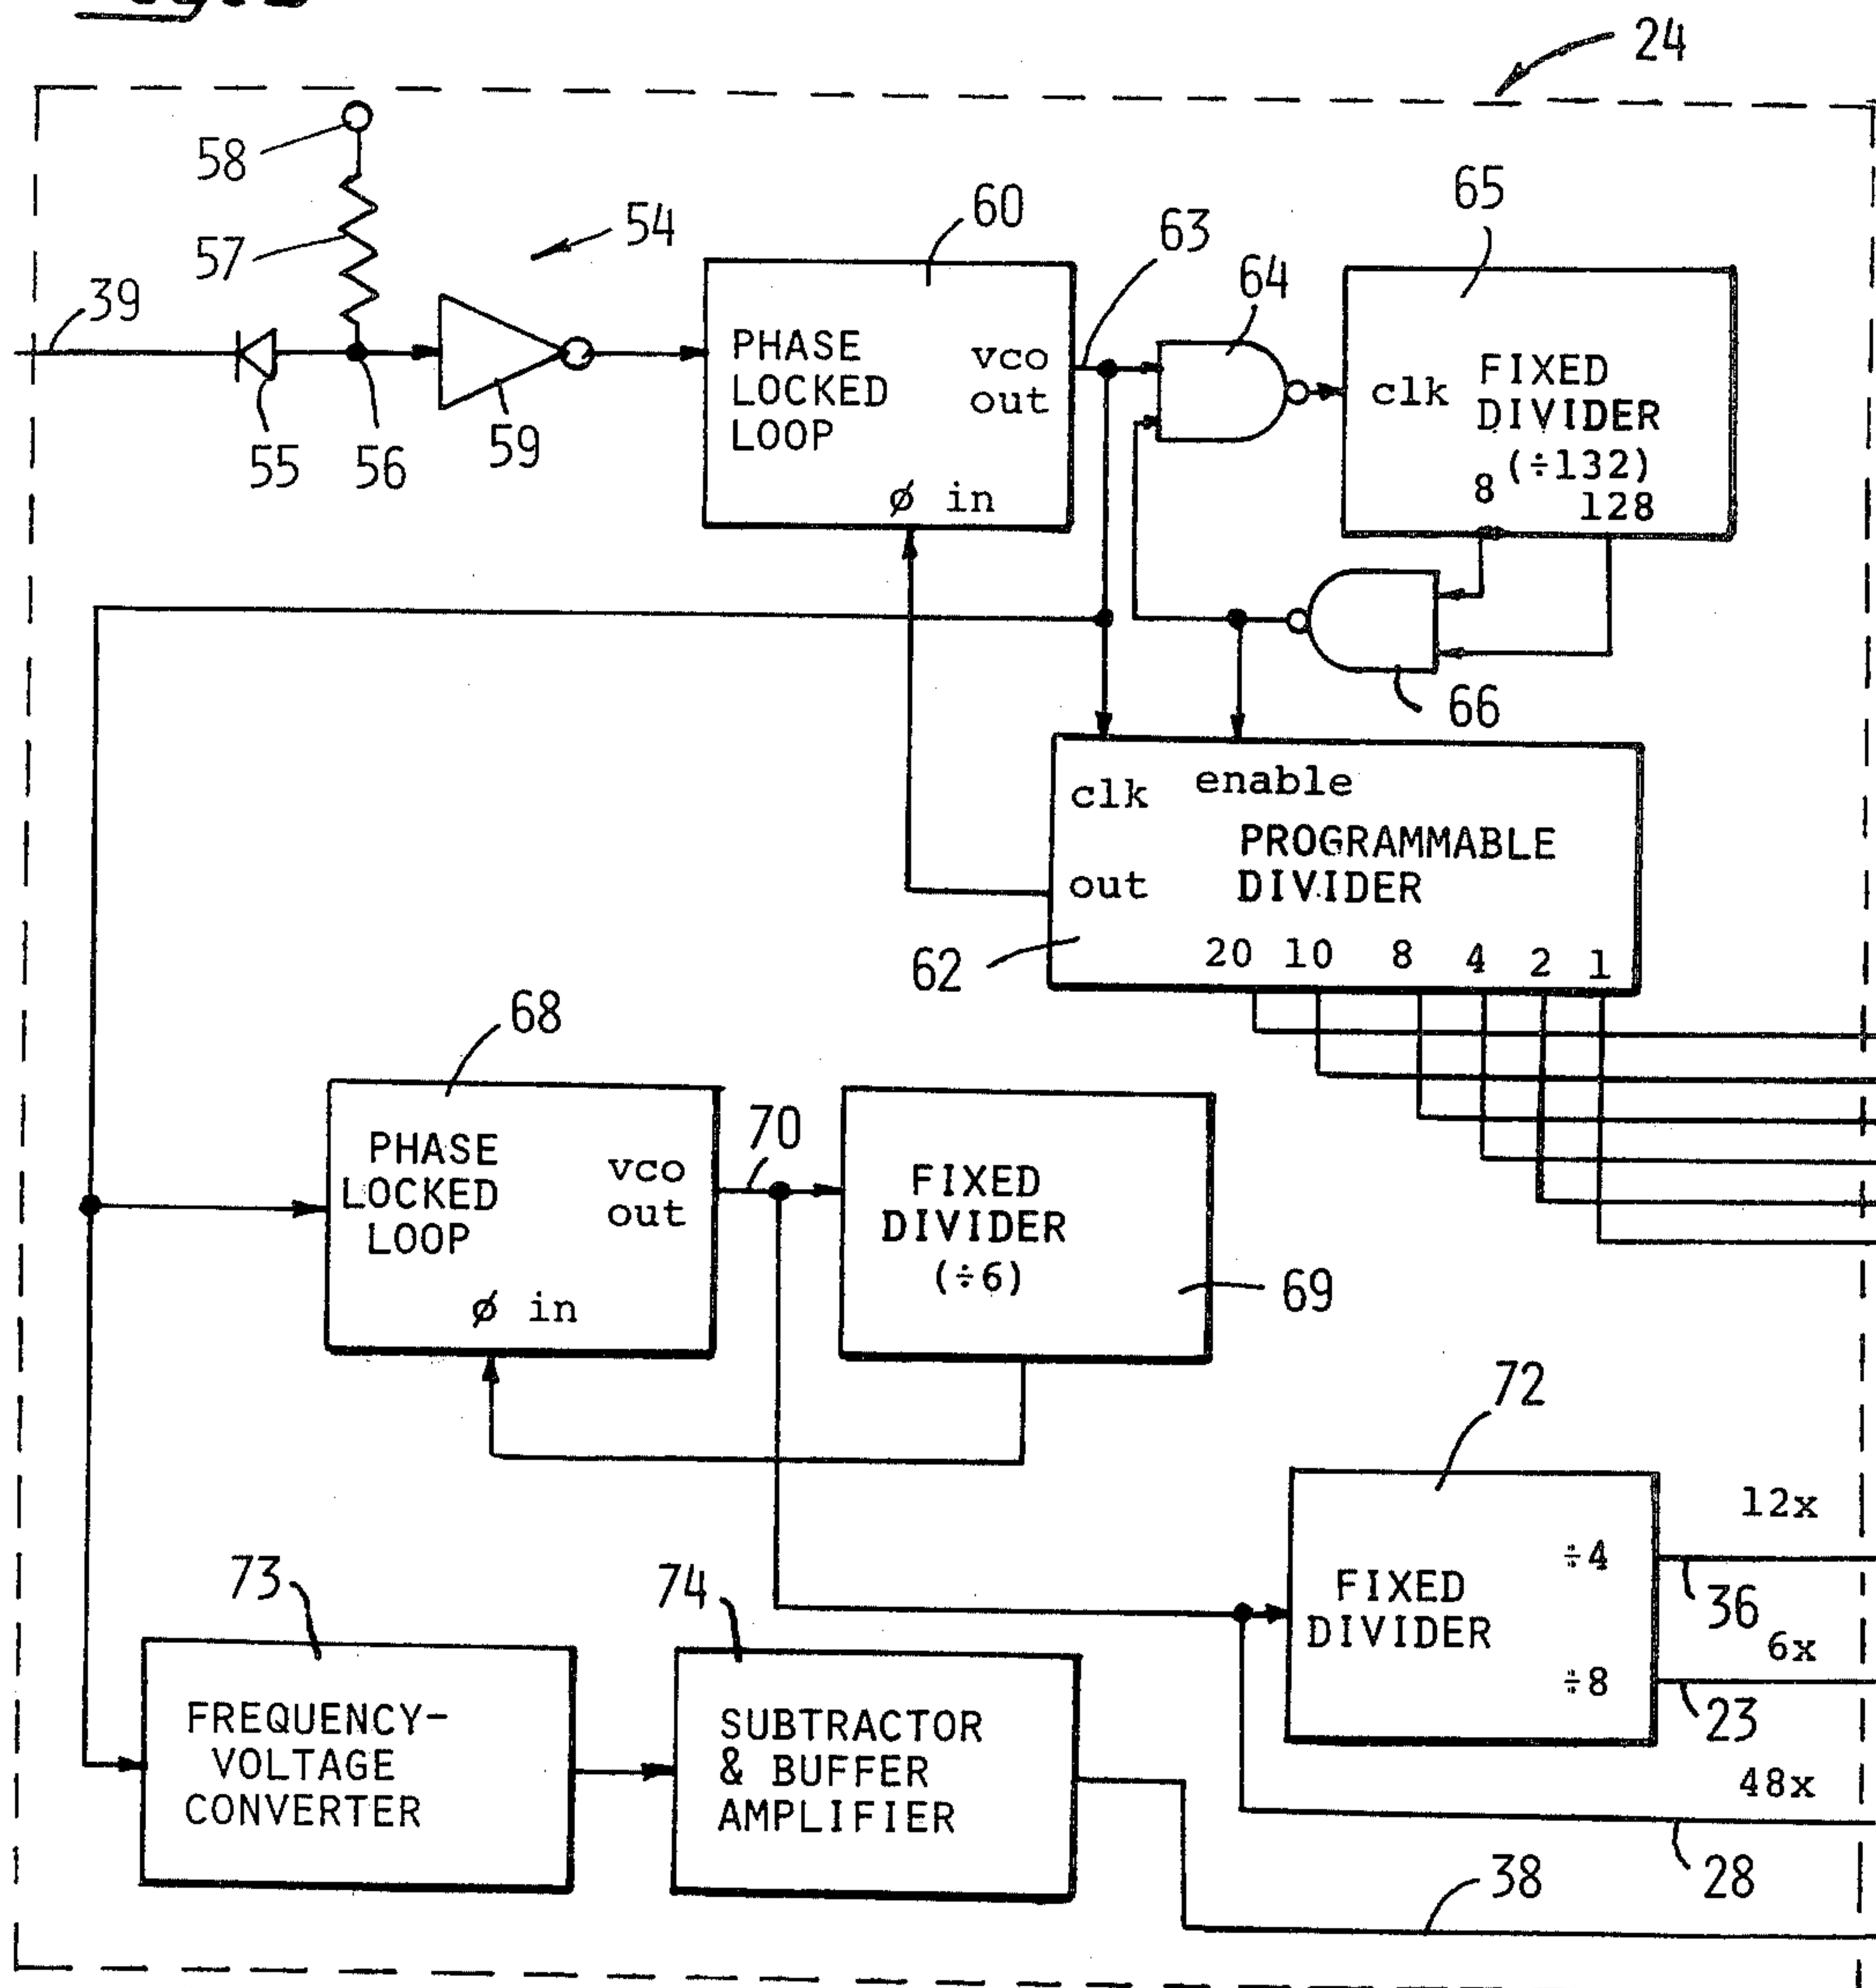 24
58
57
54
39
55
56
59
60
PHASE
LOCKED
LOOP
vco
out
ø in
63
64
65
clk
FIXED
DIVIDER
(÷132)
8
128
66
clk
enable
PROGRAMMABLE
DIVIDER
out
62
20 10 8 4 2 1
68
PHASE
LOCKED
LOOP
vco
out
ø in
70
FIXED
DIVIDER
(÷6)
69
72
FIXED
DIVIDER
÷4
÷8
12x
36
6x
23
48x
28
73
FREQUENCY-
VOLTAGE
CONVERTER
74
SUBTRACTOR
& BUFFER
AMPLIFIER
38